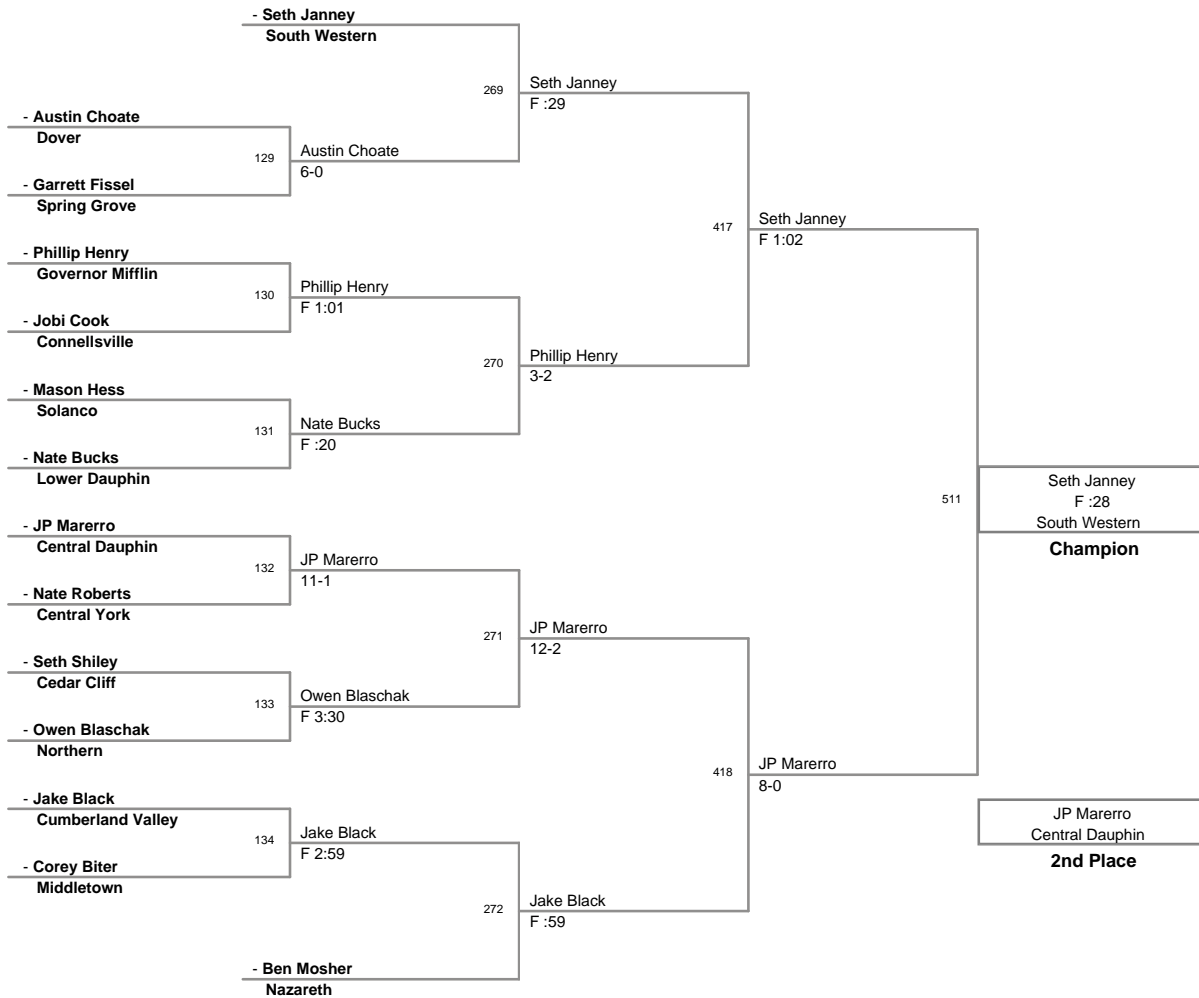 - Seth Janney
South Western
269
Seth Janney
F :29
- Austin Choate
Dover
129
Austin Choate
6-0
- Garrett Fissel
Spring Grove
417
Seth Janney
F 1:02
- Phillip Henry
Governor Mifflin
130
Phillip Henry
F 1:01
- Jobi Cook
Connellsville
270
Phillip Henry
3-2
- Mason Hess
Solanco
131
Nate Bucks
F :20
- Nate Bucks
Lower Dauphin
511
Seth Janney
F :28
South Western
Champion
- JP Marerro
Central Dauphin
132
JP Marerro
11-1
- Nate Roberts
Central York
271
JP Marerro
12-2
- Seth Shiley
Cedar Cliff
133
Owen Blaschak
F 3:30
- Owen Blaschak
Northern
418
JP Marerro
8-0
- Jake Black
Cumberland Valley
134
Jake Black
F 2:59
- Corey Biter
Middletown
JP Marerro
Central Dauphin
2nd Place
272
Jake Black
F :59
- Ben Mosher
Nazareth